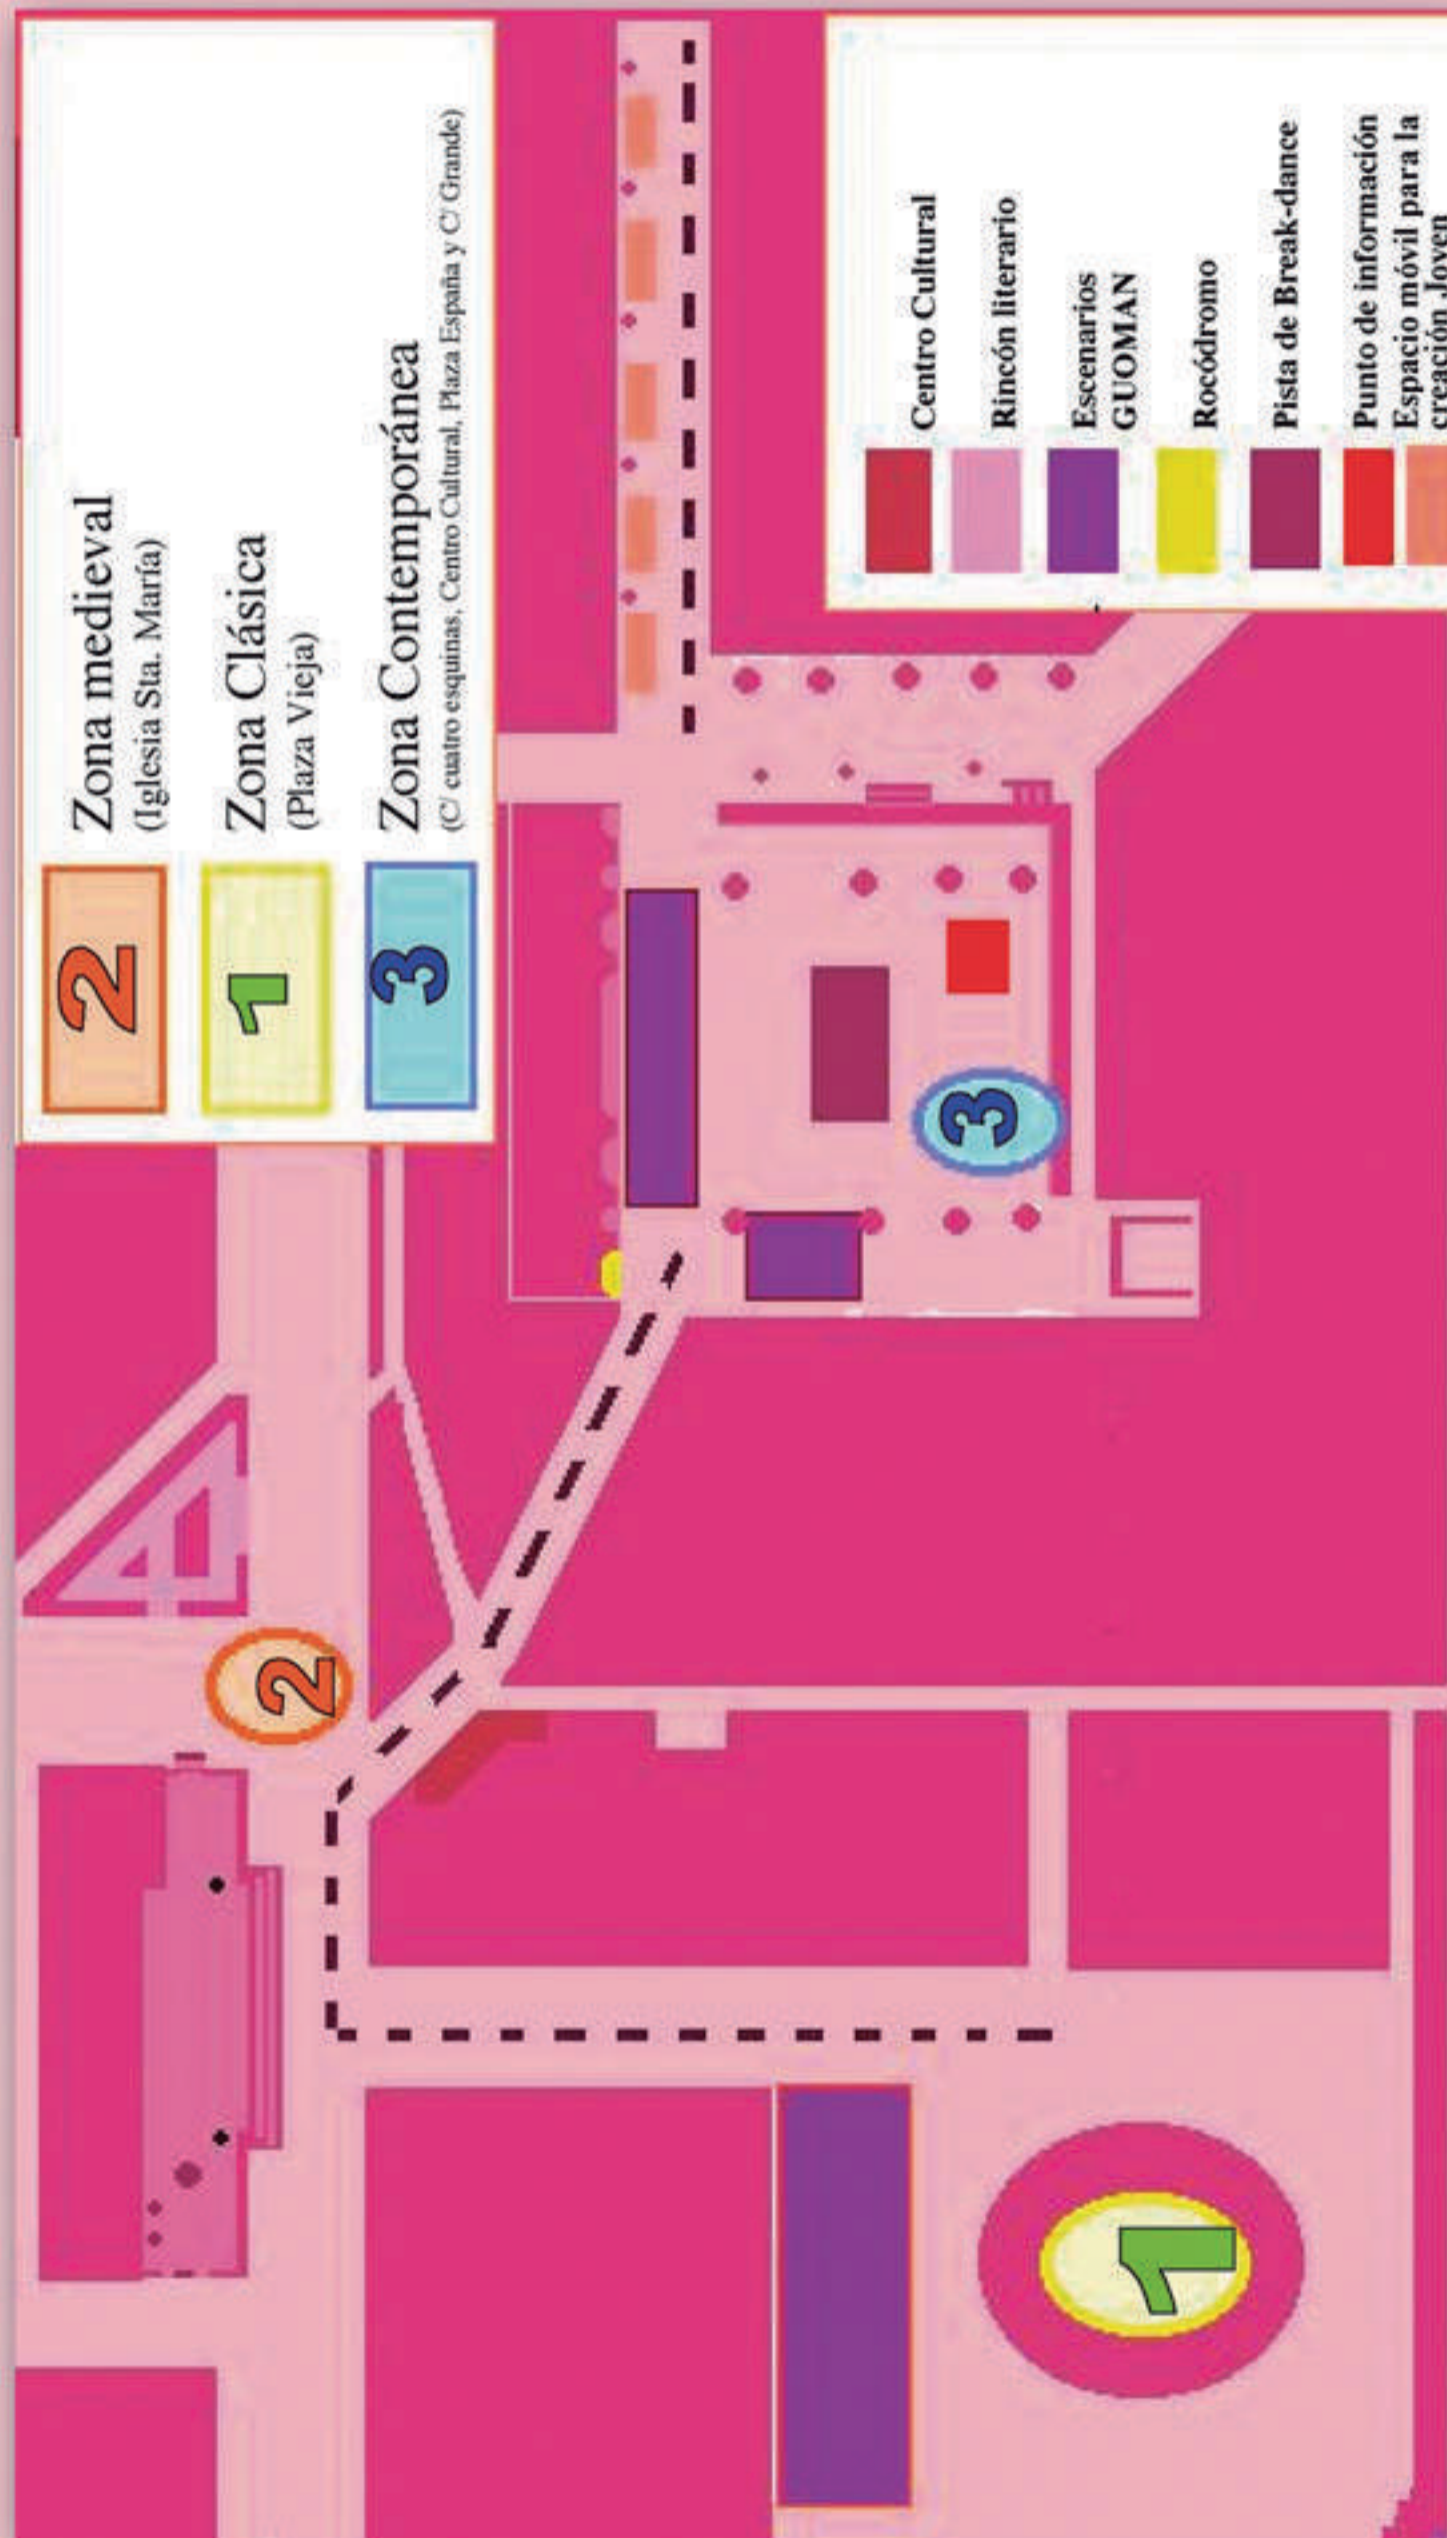 2
Zona medieval
(Iglesia Sta. María)
1
Zona Clásica
(Plaza Vieja)
3
Zona Contemporánea
(C/ cuatro esquinas, Centro Cultural, Plaza España y C/ Grande)
Centro Cultural
Rincón literario
Escenarios
GUOMAN
Rocódromo
Pista de Break-dance
Punto de información
Espacio móvil para la
creación Joven
2
3
1